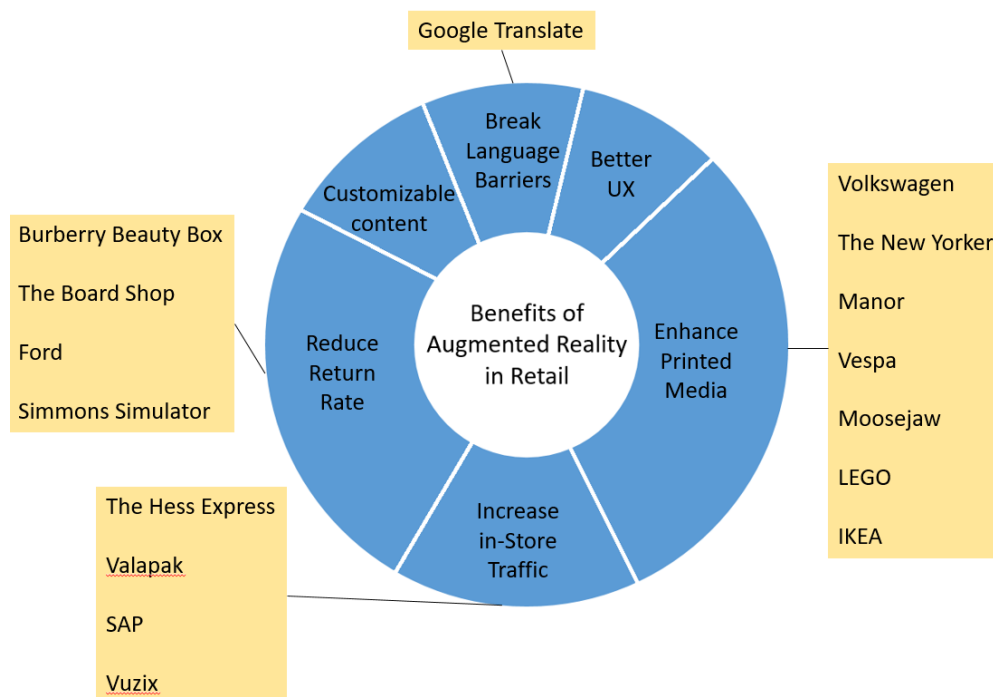 Google Translate
Break
Language
Barriers
Better
UX
Customizable
content
Volkswagen
The New Yorker
Manor
Vespa
Moosejaw
LEGO
IKEA
Burberry Beauty Box
The Board Shop
Ford
Simmons Simulator
Benefits of
Augmented Reality
in Retail
Enhance
Printed
Media
Reduce
Return
Rate
The Hess Express
Valapak
SAP
Vuzix
Increase
in-Store
Traffic